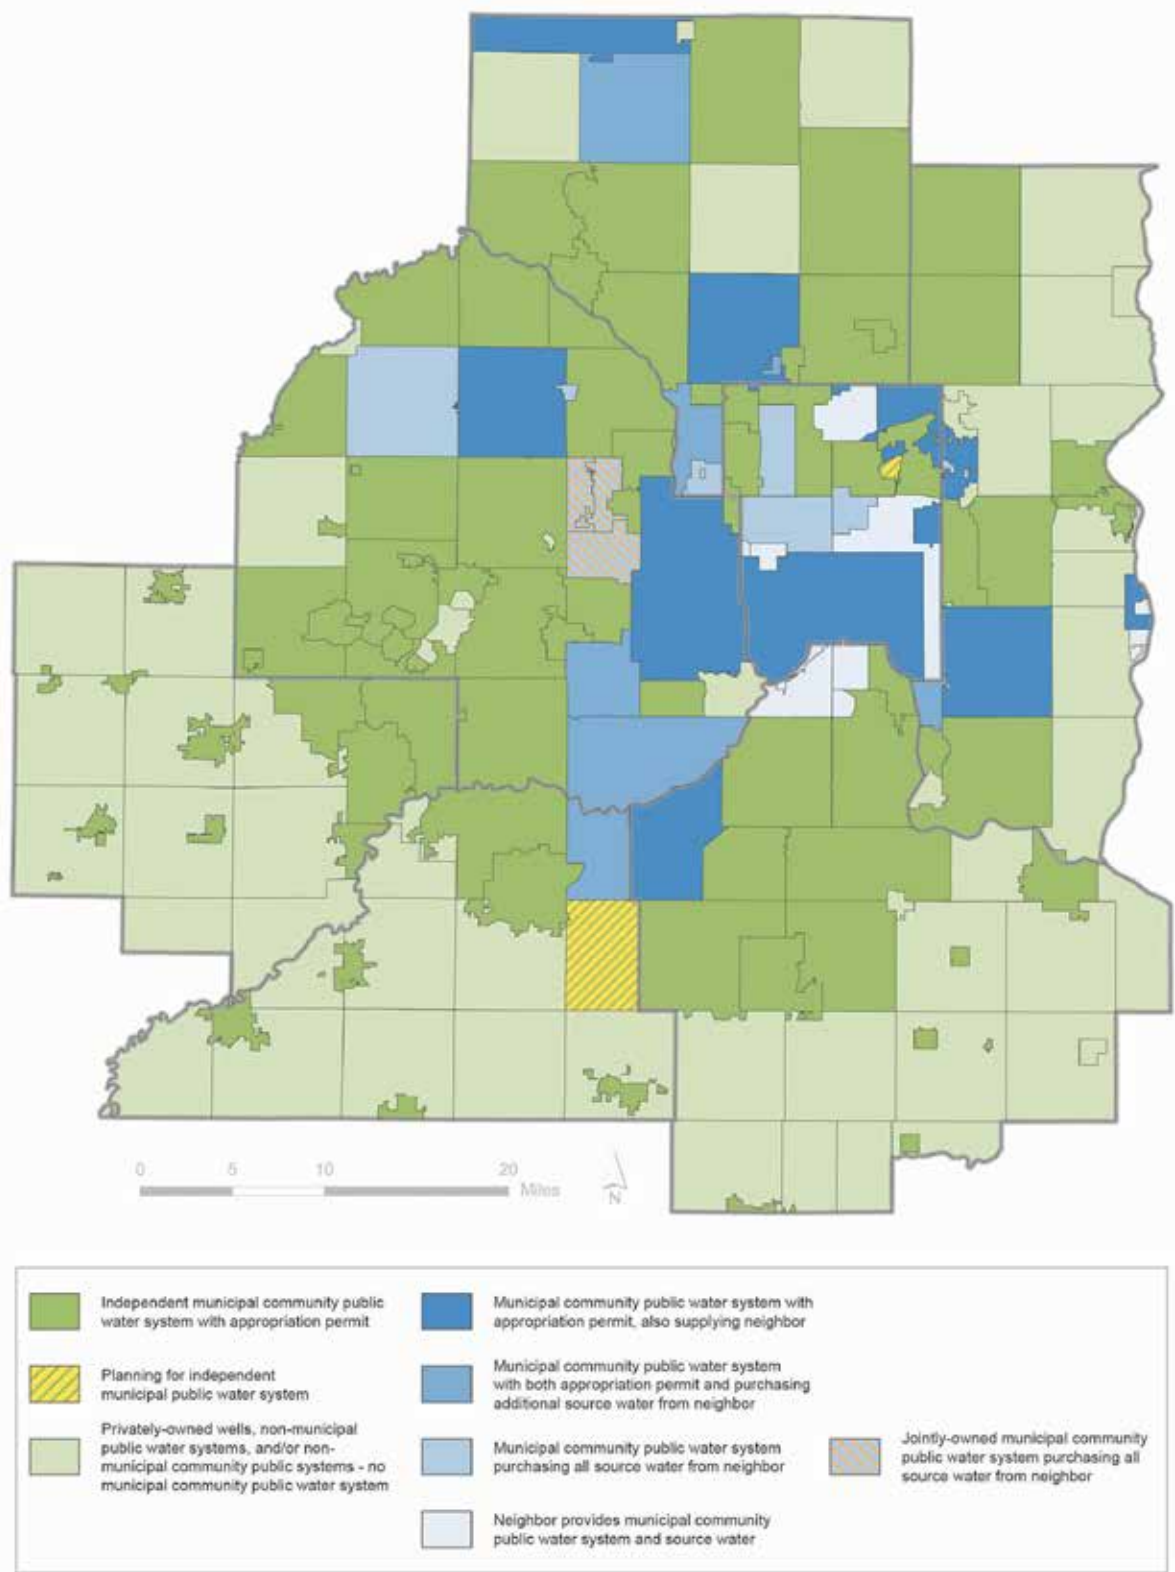 0 5 10 20
Miles
N
Independent municipal community public
water system with appropriation permit
Planning for independent
municipal public water system
Privately-owned wells, non-municipal
public water systems, and/or non-
municipal community public systems - no
municipal community public water system
Municipal community public water system with
appropriation permit, also supplying neighbor
Municipal community public water system
with both appropriation permit and purchasing
additional source water from neighbor
Municipal community public water system
purchasing all source water from neighbor
Neighbor provides municipal community
public water system and source water
Jointly-owned municipal community
public water system purchasing all
source water from neighbor